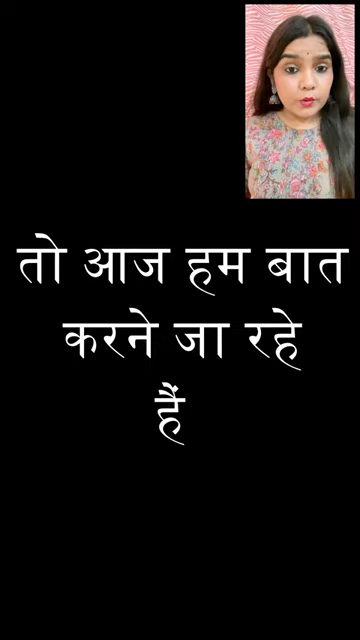 तो आज हम बात
करने जा रहे
हैं